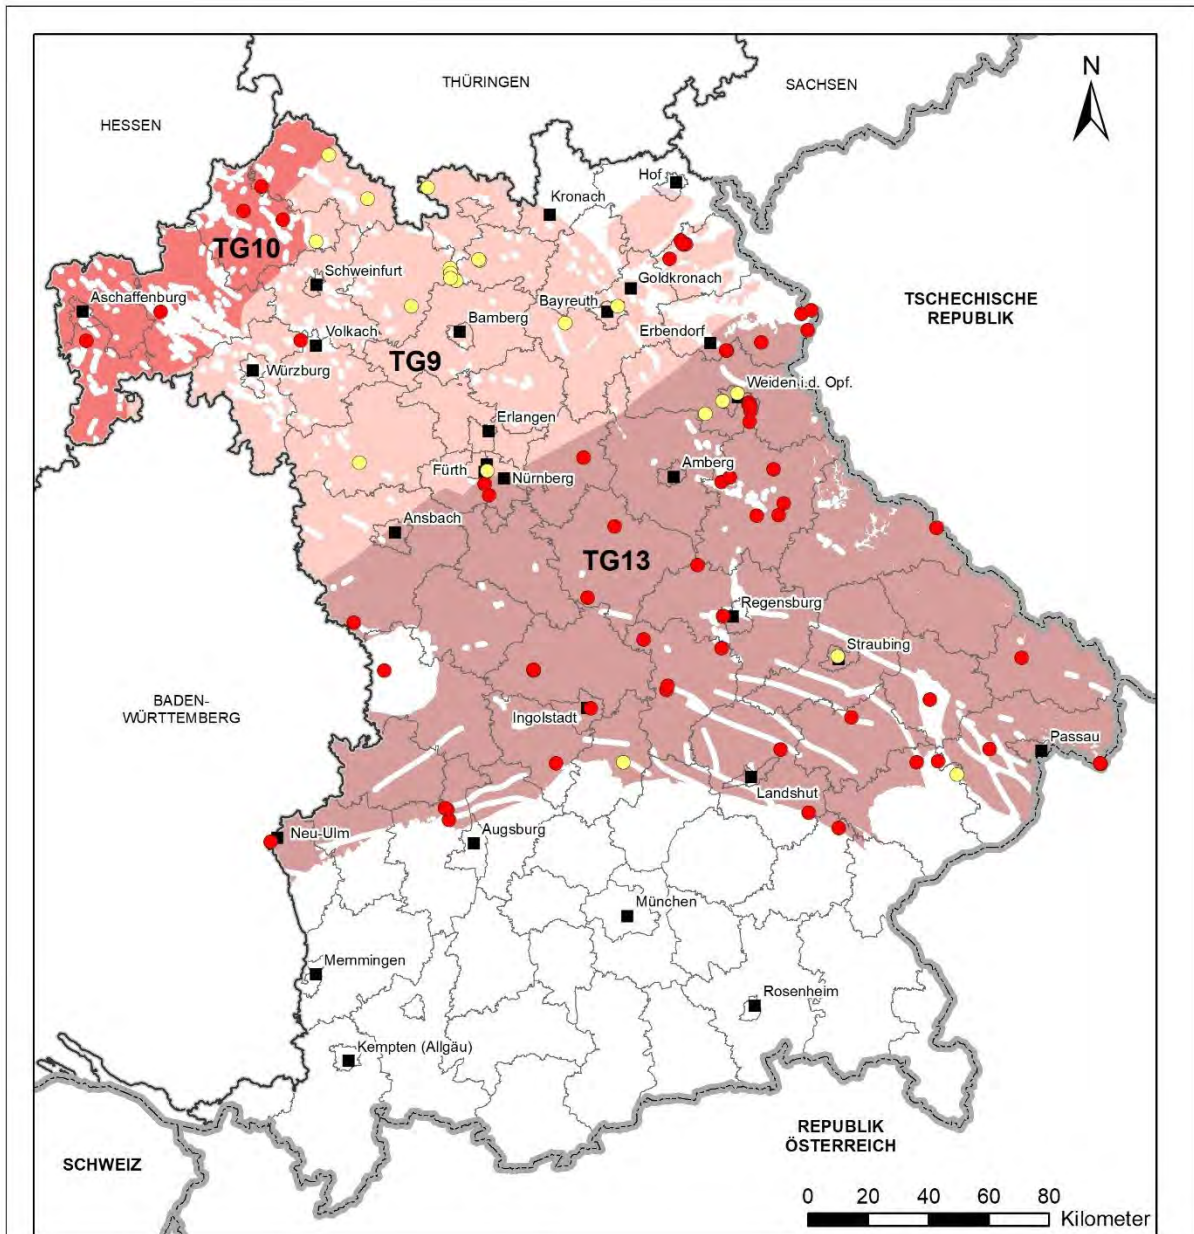 THÜRINGEN
SACHSEN
HESSEN
N
Hof
Kronach
TG10
Schweinfurt
Goldkronach
Aschaffenburg
Bayreuth
TSCHECHISCHE
REPUBLIK
Volkach
Bamberg
Erbendorf
TG9
Würzburg
Weiden i.d. Opf.
Erlangen
Fürth
Nürnberg
Amberg
Ansbach
TG13
Regensburg
Straubing
BADEN-
WÜRTTEMBERG
Ingolstadt
Passau
Landshut
Neu-Ulm
Augsburg
München
Memmingen
Rosenheim
Kempten (Allgäu)
REPUBLIK
ÖSTERREICH
SCHWEIZ
0 20 40 60 80
Kilometer